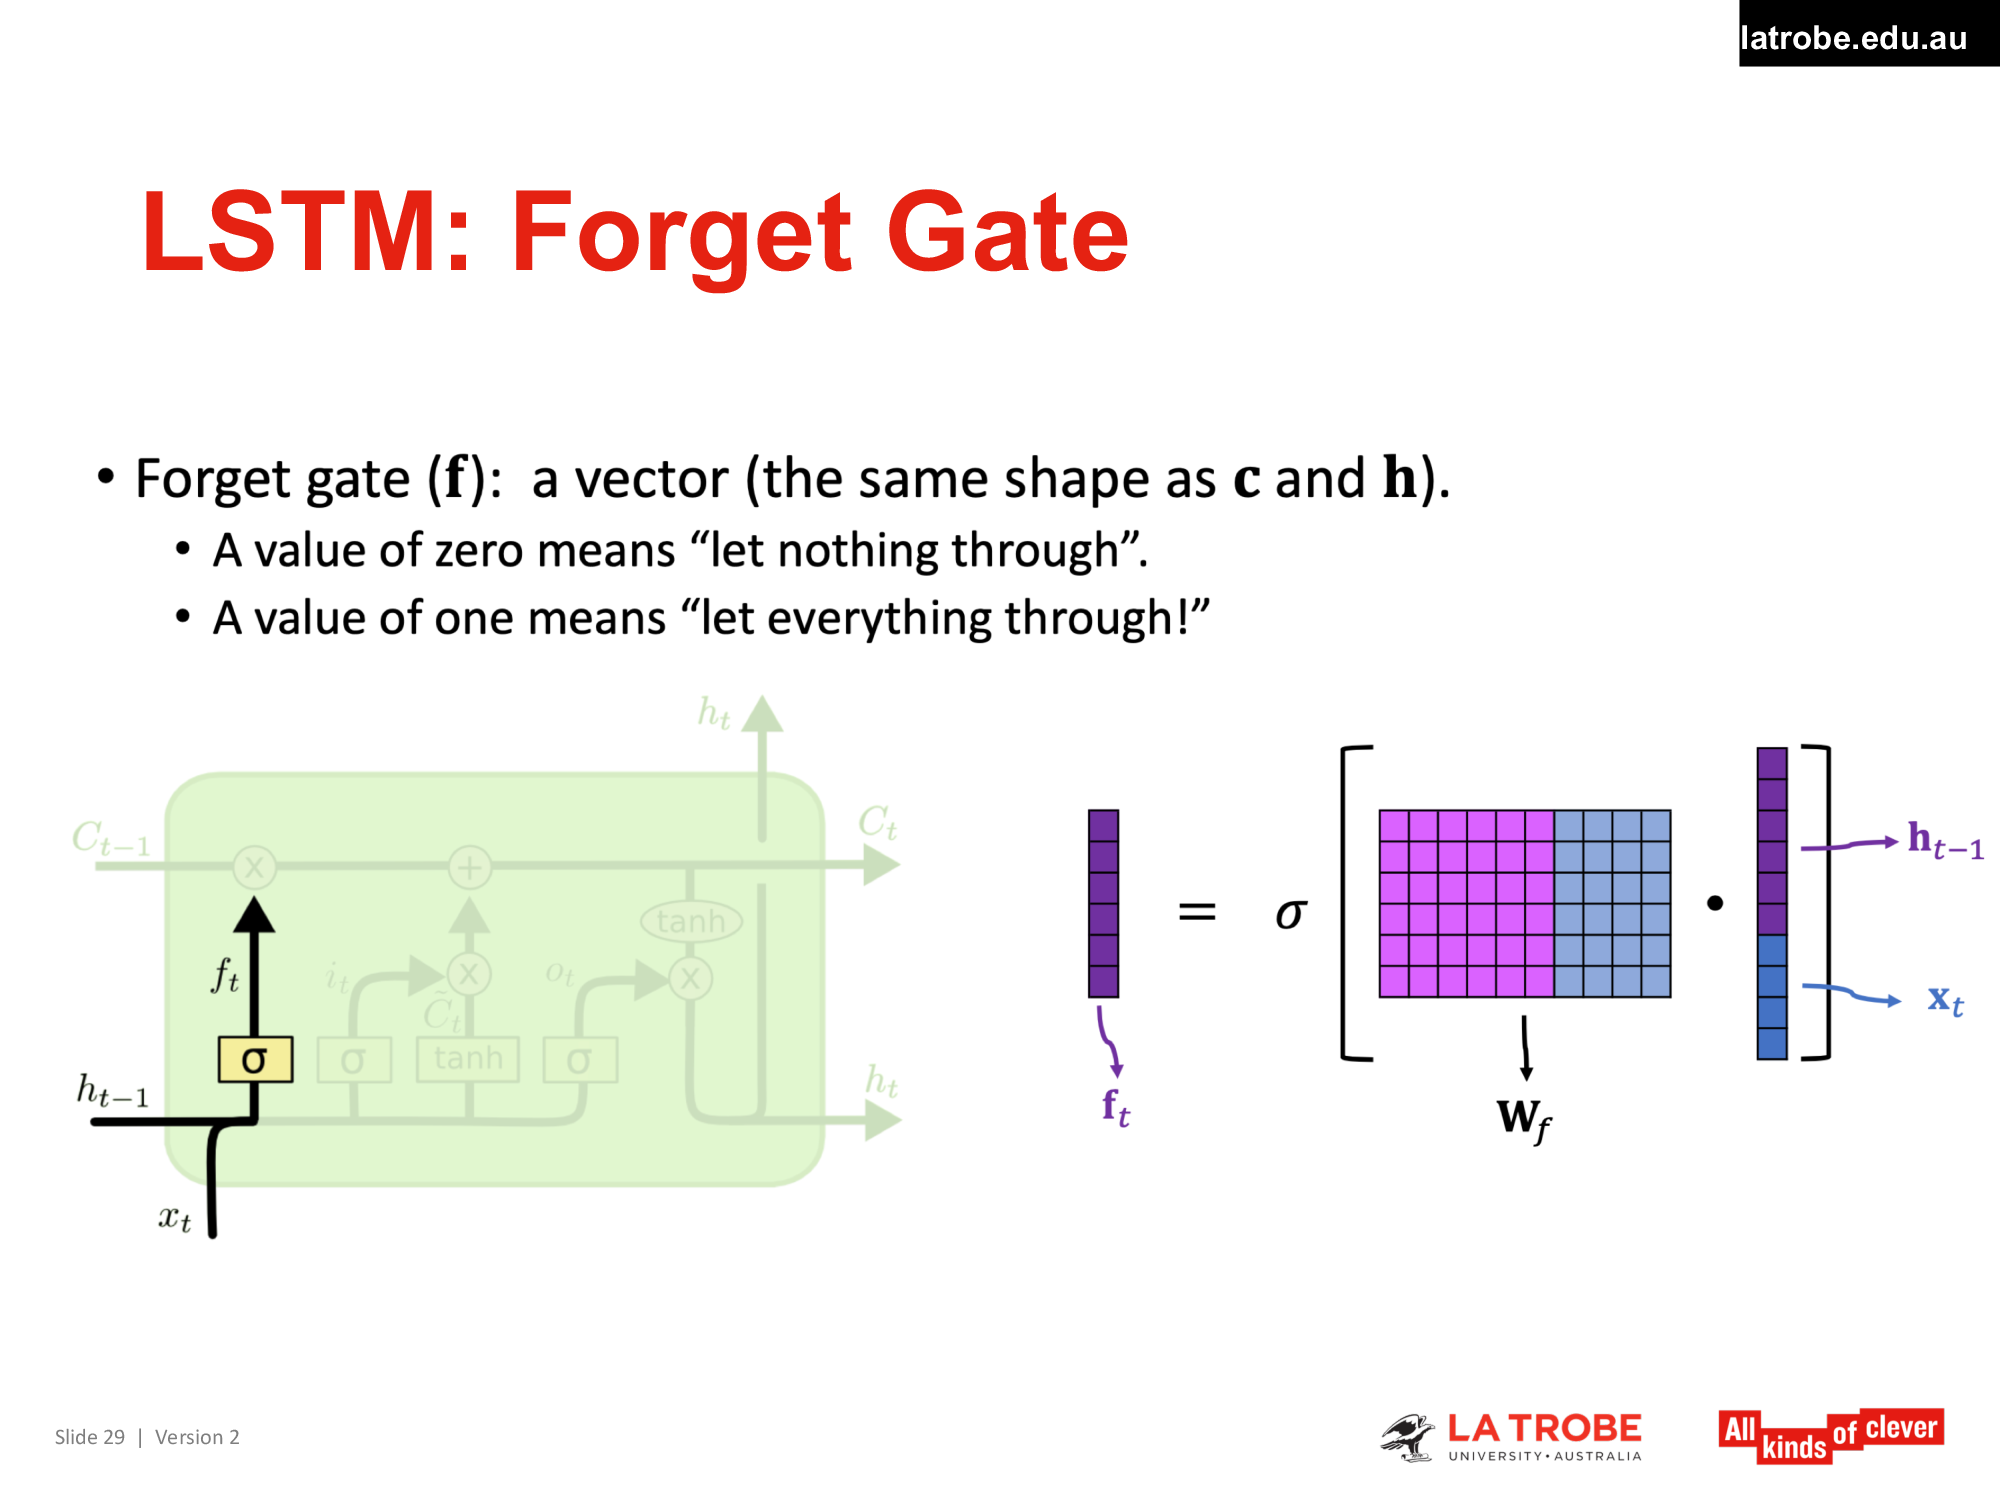 latrobe.edu.au
LSTM: Forget Gate
• Forget gate (f): a vector (the same shape as c and h).
• A value of zero means “let nothing through”.
• A value of one means “let everything through!”
h_t
C_{t−1}
C_t
x
+
tanh
f_t
i_t
x
o_t
x
C̃_t
σ
σ
tanh
σ
h_{t−1}
h_t
x_t
= σ [ • ]
h_{t−1}
x_t
f_t
W_f
Slide 29 | Version 2
LA TROBE
UNIVERSITY • AUSTRALIA
All kinds of clever